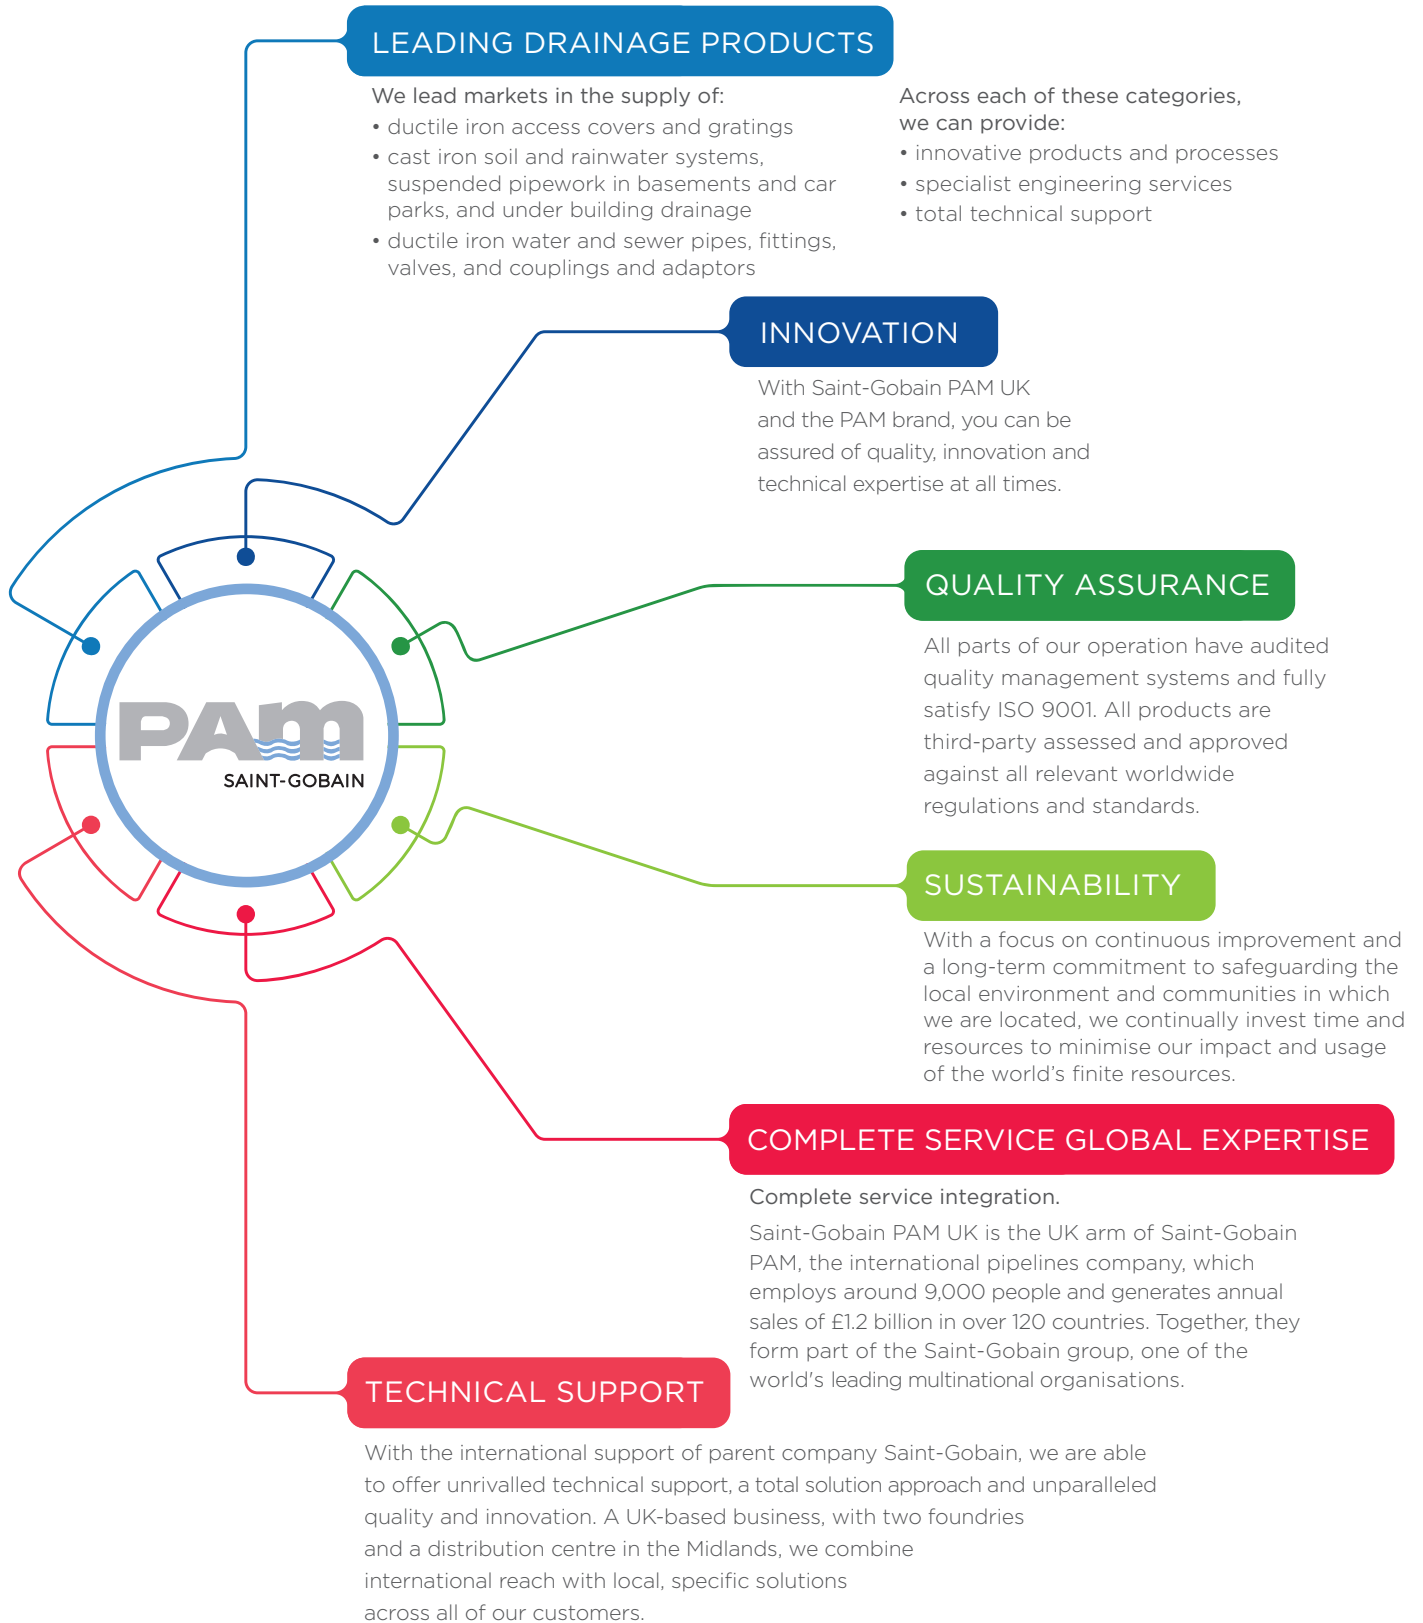 LEADING DRAINAGE PRODUCTS
We lead markets in the supply of:
• ductile iron access covers and gratings
• cast iron soil and rainwater systems,
suspended pipework in basements and car
parks, and under building drainage
• ductile iron water and sewer pipes, fittings,
valves, and couplings and adaptors
Across each of these categories,
we can provide:
• innovative products and processes
• specialist engineering services
• total technical support
INNOVATION
With Saint-Gobain PAM UK
and the PAM brand, you can be
assured of quality, innovation and
technical expertise at all times.
QUALITY ASSURANCE
All parts of our operation have audited
quality management systems and fully
satisfy ISO 9001. All products are
third-party assessed and approved
against all relevant worldwide
regulations and standards.
PAM
SAINT-GOBAIN
SUSTAINABILITY
With a focus on continuous improvement and
a long-term commitment to safeguarding the
local environment and communities in which
we are located, we continually invest time and
resources to minimise our impact and usage
of the world’s finite resources.
COMPLETE SERVICE GLOBAL EXPERTISE
Complete service integration.
Saint-Gobain PAM UK is the UK arm of Saint-Gobain
PAM, the international pipelines company, which
employs around 9,000 people and generates annual
sales of £1.2 billion in over 120 countries. Together, they
form part of the Saint-Gobain group, one of the
world's leading multinational organisations.
TECHNICAL SUPPORT
With the international support of parent company Saint-Gobain, we are able
to offer unrivalled technical support, a total solution approach and unparalleled
quality and innovation. A UK-based business, with two foundries
and a distribution centre in the Midlands, we combine
international reach with local, specific solutions
across all of our customers.